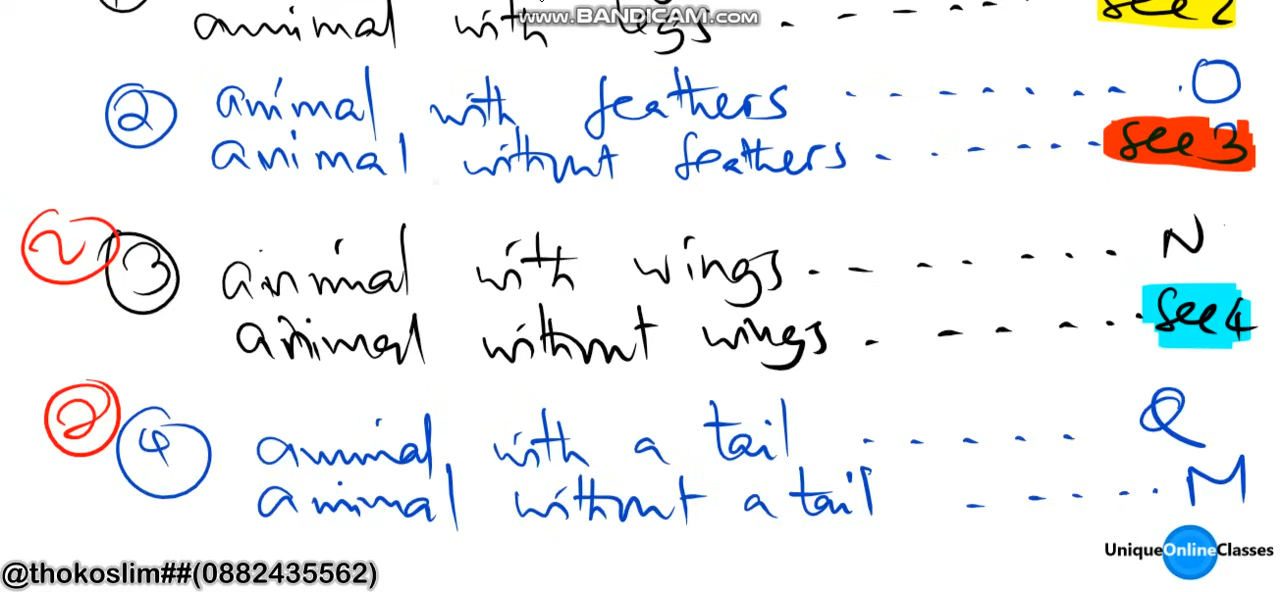 www.BANDICAM.com
animal with legs - - - - see 2
② animal with feathers - - - - - - - - O
animal without feathers - - - - - - see 3
2 ③ animal with wings - - - - - - - N
animal without wings - - - - - see 4
2 ④ animal with a tail - - - - - - Q
animal without a tail - - - - - - M
UniqueOnlineClasses
@thokoslim##(0882435562)